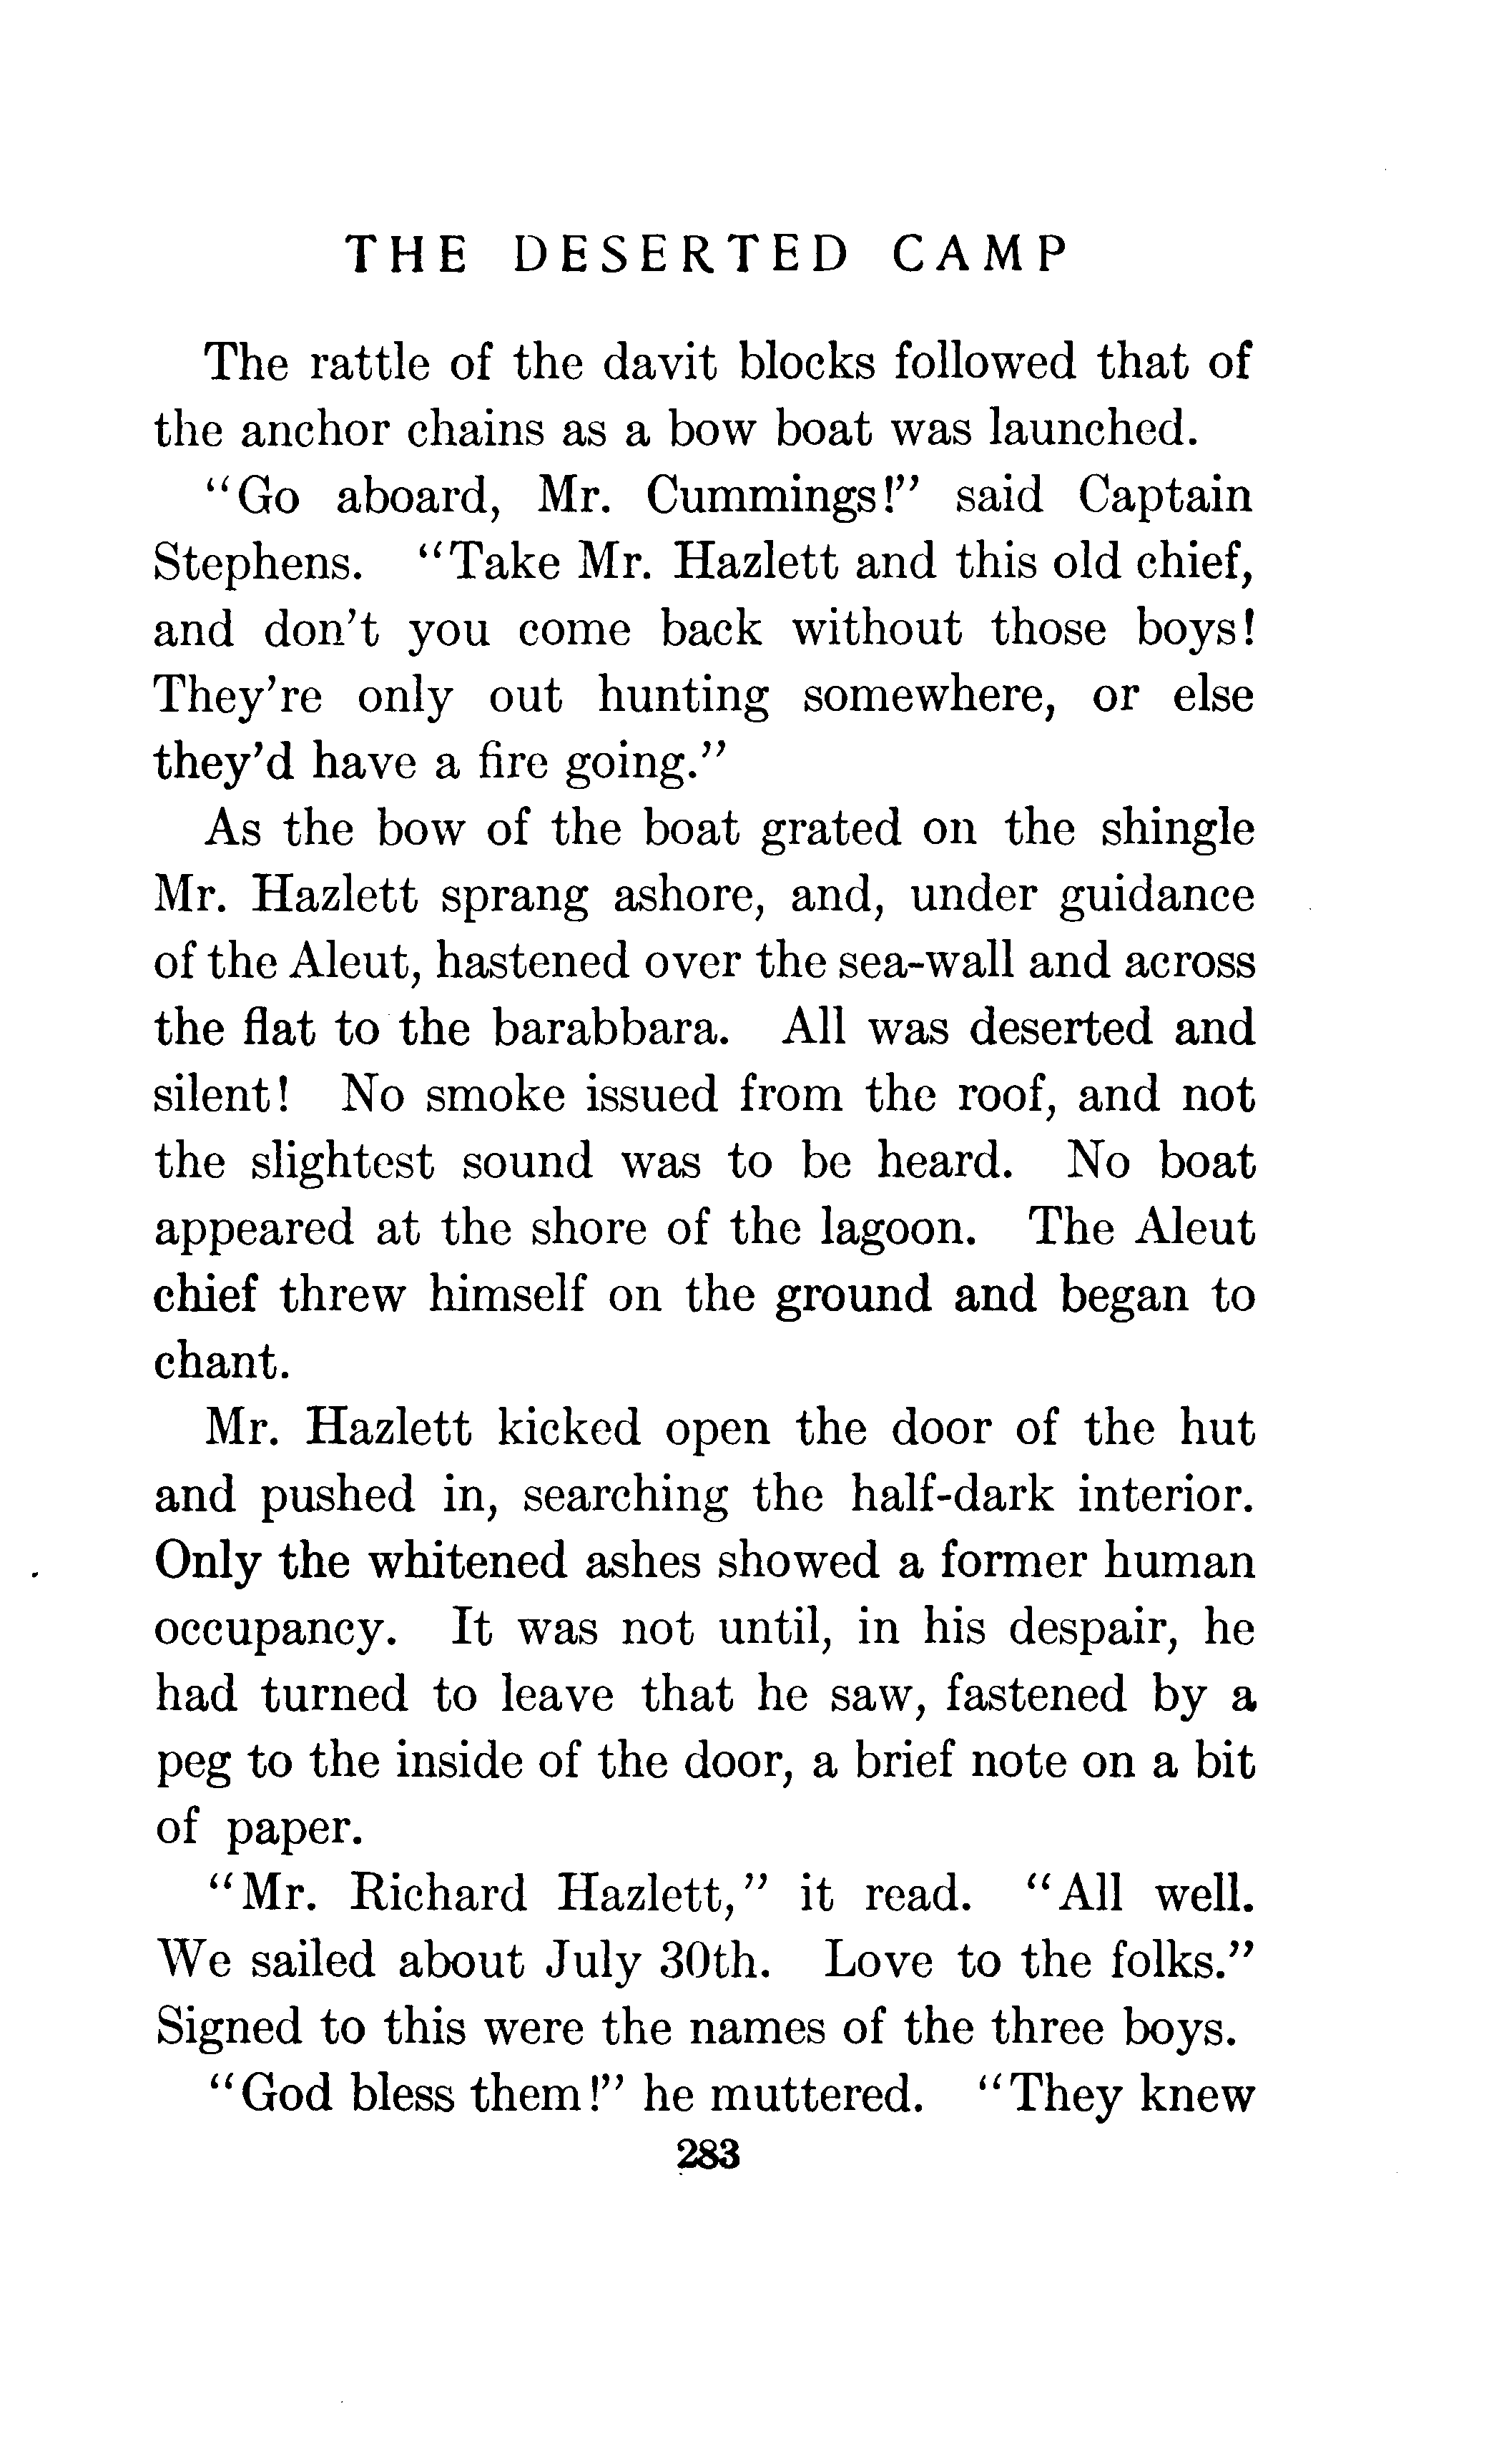 THE DESERTED CAMP
The rattle of the davit blocks followed that of
the anchor chains as a bow boat was launched.
"Go aboard, Mr. Cummings!" said Captain
Stephens. "Take Mr. Hazlett and this old chief,
and don't you come back without those boys!
They're only out hunting somewhere, or else
they'd have a fire going."
As the bow of the boat grated on the shingle
Mr. Hazlett sprang ashore, and, under guidance
of the Aleut, hastened over the sea-wall and across
the flat to the barabbara. All was deserted and
silent! No smoke issued from the roof, and not
the slightest sound was to be heard. No boat
appeared at the shore of the lagoon. The Aleut
chief threw himself on the ground and began to
chant.
Mr. Hazlett kicked open the door of the hut
and pushed in, searching the half-dark interior.
Only the whitened ashes showed a former human
occupancy. It was not until, in his despair, he
had turned to leave that he saw, fastened by a
peg to the inside of the door, a brief note on a bit
of paper.
"Mr. Richard Hazlett," it read. "All well.
We sailed about July 30th. Love to the folks."
Signed to this were the names of the three boys.
"God bless them!" he muttered. "They knew
283